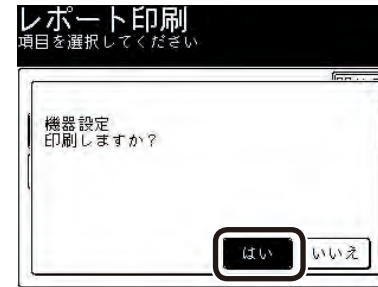 レポート印刷
項目を選択してください
機器設定
印刷しますか?
はい
いいえ